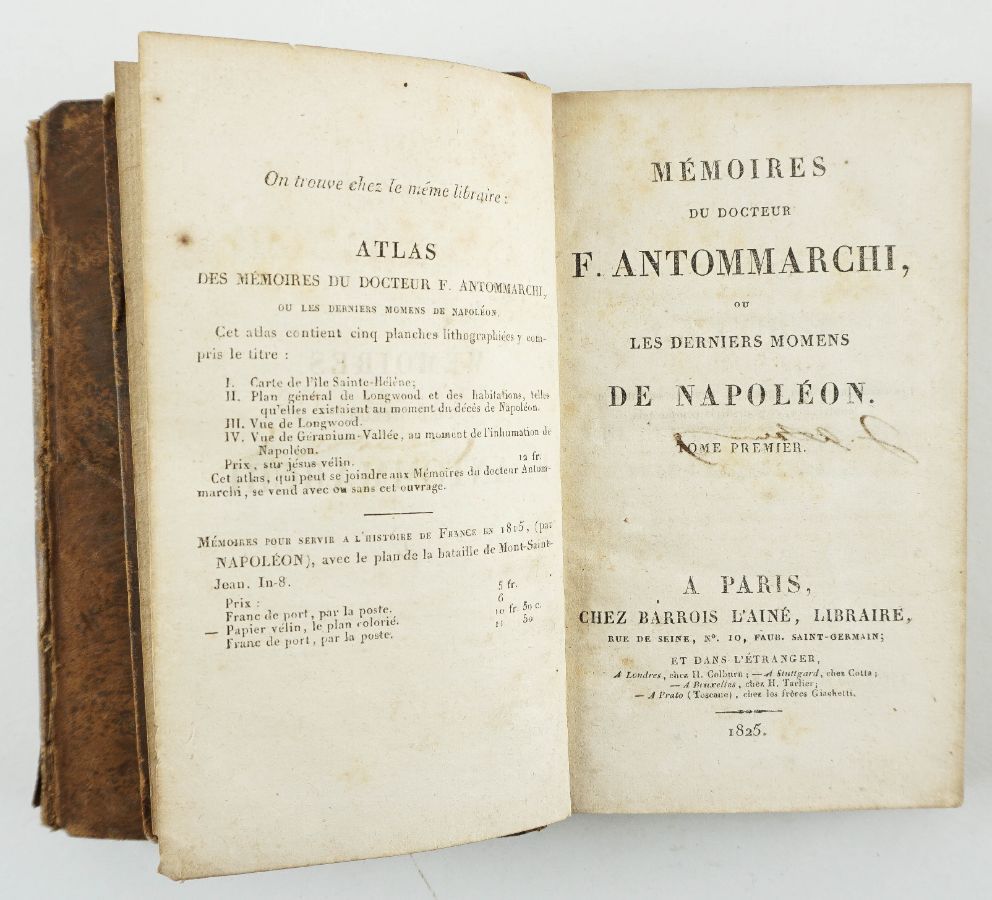 On trouve chez le même libraire :
ATLAS
DES MÉMOIRES DU DOCTEUR F. ANTOMMARCHI,
OU LES DERNIERS MOMENS DE NAPOLÉON.
Cet atlas contient cinq planches lithographiées y com-
pris le titre :
I. Carte de l'île Sainte-Hélène;
II. Plan général de Longwood et des habitations, telles
qu'elles existaient au moment du décès de Napoléon.
III. Vue de Longwood.
IV. Vue de Géranium-Vallée, au moment de l'inhumation de
Napoléon.
Prix, sur jésus vélin. 12 fr.
Cet atlas, qui peut se joindre aux Mémoires du docteur Antom-
marchi, se vend avec ou sans cet ouvrage.
MÉMOIRES POUR SERVIR A L'HISTOIRE DE FRANCE EN 1815, (par
NAPOLÉON), avec le plan de la bataille de Mont-Saint-
Jean. In-8.
Prix : 5 fr.
Franc de port, par la poste. 6
— Papier vélin, le plan colorié. 10 fr. 50 c.
Franc de port, par la poste. 11 50
MÉMOIRES
DU DOCTEUR
F. ANTOMMARCHI,
OU
LES DERNIERS MOMENS
DE NAPOLÉON.
TOME PREMIER.
A PARIS,
CHEZ BARROIS L'AINÉ, LIBRAIRE,
RUE DE SEINE, Nº. 10, FAUB. SAINT-GERMAIN;
ET DANS L'ÉTRANGER,
A Londres, chez H. Colburn; — A Stuttgard, chez Cotta;
— A Bruxelles, chez H. Tarlier;
— A Prato (Toscane), chez les frères Giachetti.
1825.